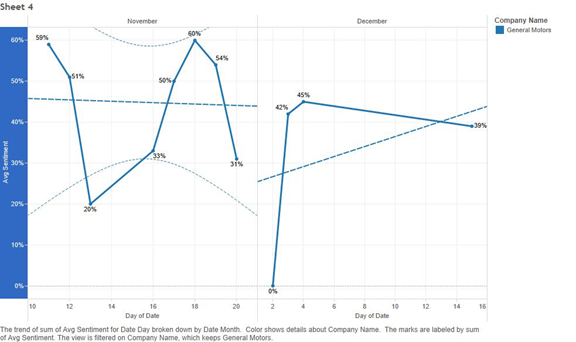 Sheet 4
November
December
Company Name
General Motors
60%
50%
40%
30%
20%
10%
0%
Avg Sentiment
59%
51%
20%
33%
50%
60%
54%
31%
0%
42%
45%
39%
10 12 14 16 18 20
2 4 6 8 10 12 14 16
Day of Date
Day of Date
The trend of sum of Avg Sentiment for Date Day broken down by Date Month. Color shows details about Company Name. The marks are labeled by sum
of Avg Sentiment. The view is filtered on Company Name, which keeps General Motors.